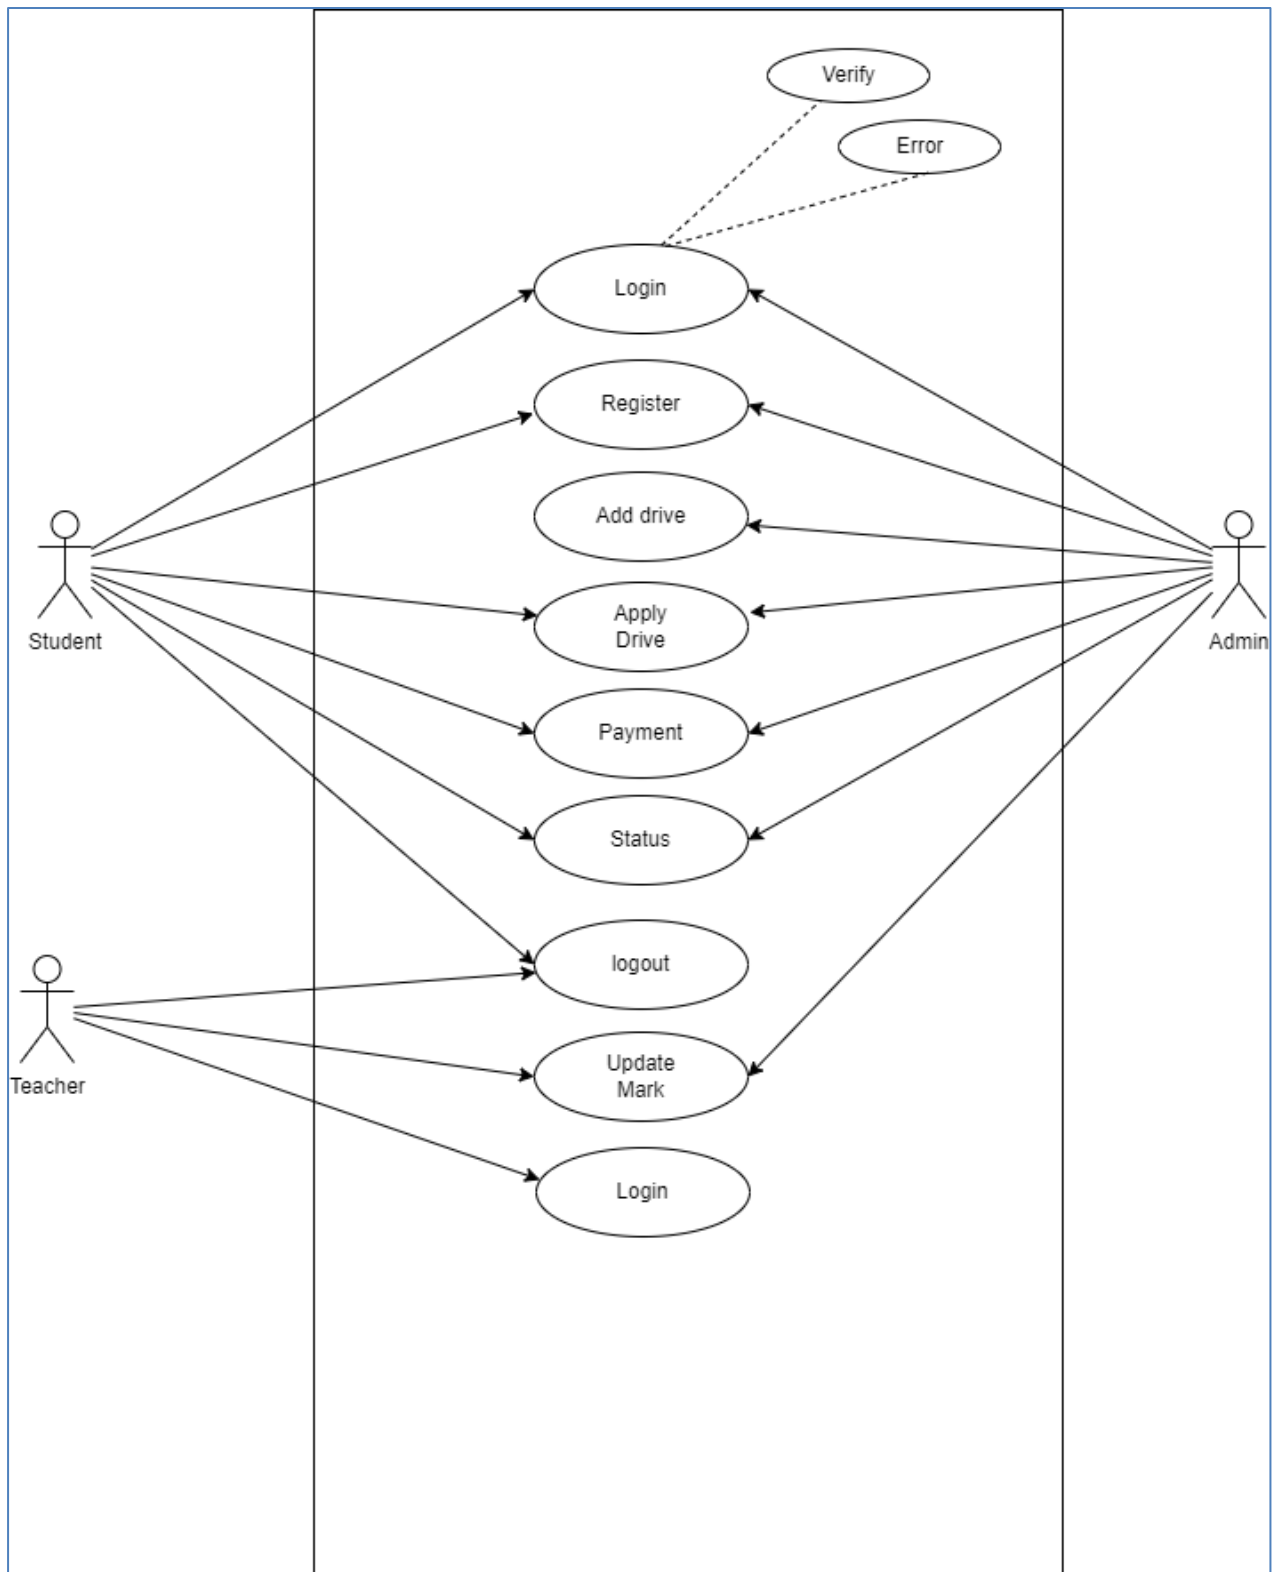 Verify
Error
Login
Register
Add drive
Apply
Drive
Student
Admin
Payment
Status
logout
Update
Mark
Teacher
Login